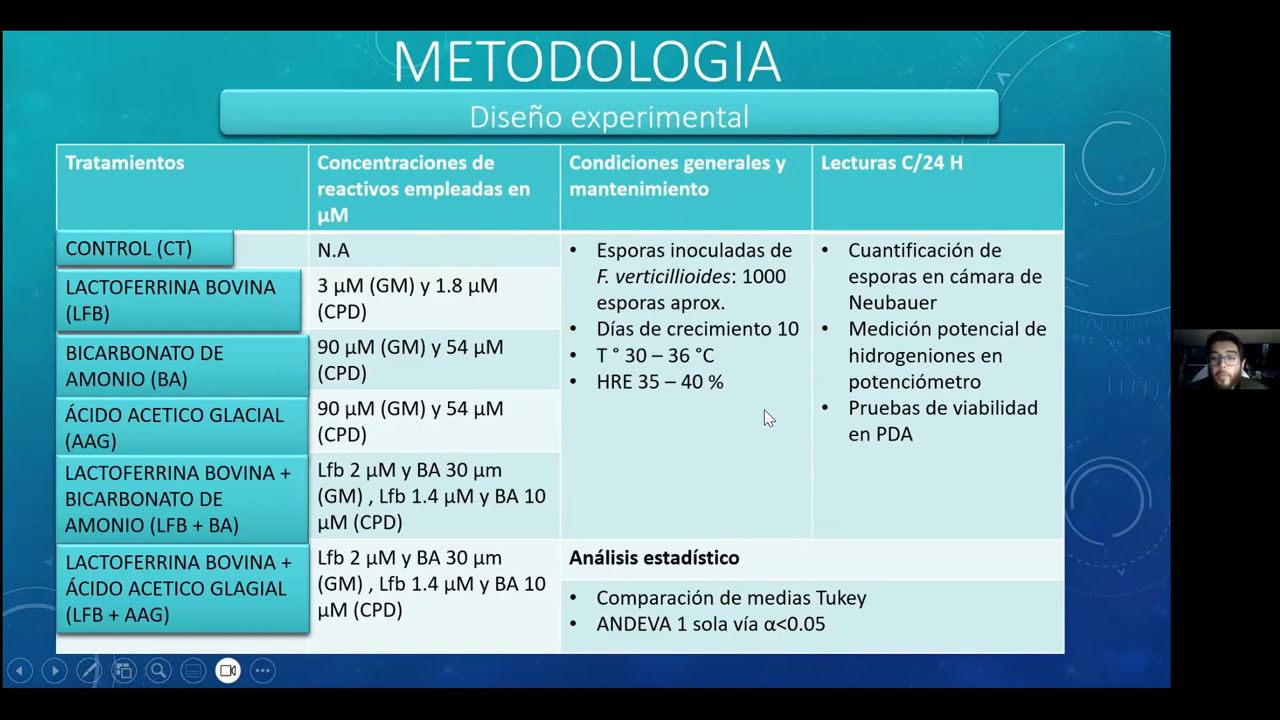 METODOLOGIA
Diseño experimental
Tratamientos
Concentraciones de
reactivos empleadas en
µM
Condiciones generales y
mantenimiento
Lecturas C/24 H
CONTROL (CT)
N.A
LACTOFERRINA BOVINA
(LFB)
3 µM (GM) y 1.8 µM
(CPD)
BICARBONATO DE
AMONIO (BA)
90 µM (GM) y 54 µM
(CPD)
ÁCIDO ACETICO GLACIAL
(AAG)
90 µM (GM) y 54 µM
(CPD)
LACTOFERRINA BOVINA +
BICARBONATO DE
AMONIO (LFB + BA)
Lfb 2 µM y BA 30 µm
(GM) , Lfb 1.4 µM y BA 10
µM (CPD)
LACTOFERRINA BOVINA +
ÁCIDO ACETICO GLAGIAL
(LFB + AAG)
Lfb 2 µM y BA 30 µm
(GM) , Lfb 1.4 µM y BA 10
µM (CPD)
• Esporas inoculadas de
F. verticillioides: 1000
esporas aprox.
• Días de crecimiento 10
• T ° 30 – 36 °C
• HRE 35 – 40 %
• Cuantificación de
esporas en cámara de
Neubauer
• Medición potencial de
hidrogeniones en
potenciómetro
• Pruebas de viabilidad
en PDA
Análisis estadístico
• Comparación de medias Tukey
• ANDEVA 1 sola vía α<0.05